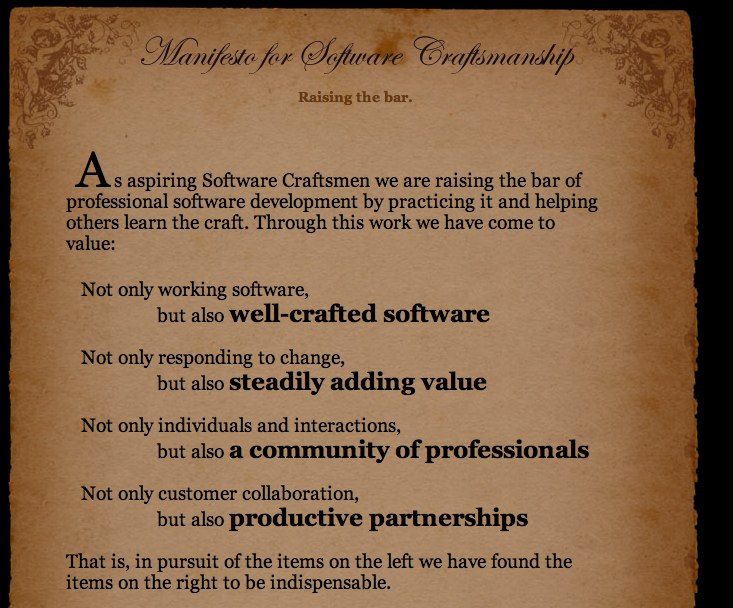 Manifesto for Software Craftsmanship
Raising the bar.
As aspiring Software Craftsmen we are raising the bar of
professional software development by practicing it and helping
others learn the craft. Through this work we have come to
value:
Not only working software,
but also well-crafted software
Not only responding to change,
but also steadily adding value
Not only individuals and interactions,
but also a community of professionals
Not only customer collaboration,
but also productive partnerships
That is, in pursuit of the items on the left we have found the
items on the right to be indispensable.